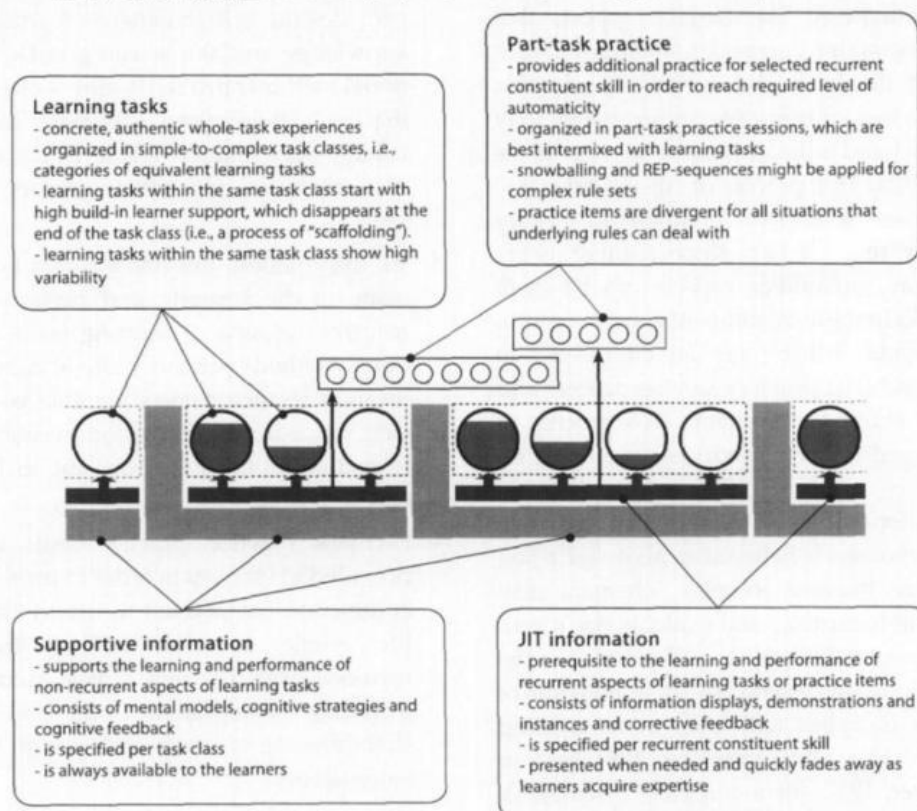 Learning tasks
- concrete, authentic whole-task experiences
- organized in simple-to-complex task classes, i.e.,
categories of equivalent learning tasks
- learning tasks within the same task class start with
high build-in learner support, which disappears at the
end of the task class (i.e., a process of “scaffolding”).
- learning tasks within the same task class show high
variability
Part-task practice
- provides additional practice for selected recurrent
constituent skill in order to reach required level of
automaticity
- organized in part-task practice sessions, which are
best intermixed with learning tasks
- snowballing and REP-sequences might be applied for
complex rule sets
- practice items are divergent for all situations that
underlying rules can deal with
Supportive information
- supports the learning and performance of
non-recurrent aspects of learning tasks
- consists of mental models, cognitive strategies and
cognitive feedback
- is specified per task class
- is always available to the learners
JIT information
- prerequisite to the learning and performance of
recurrent aspects of learning tasks or practice items
- consists of information displays, demonstrations and
instances and corrective feedback
- is specified per recurrent constituent skill
- presented when needed and quickly fades away as
learners acquire expertise